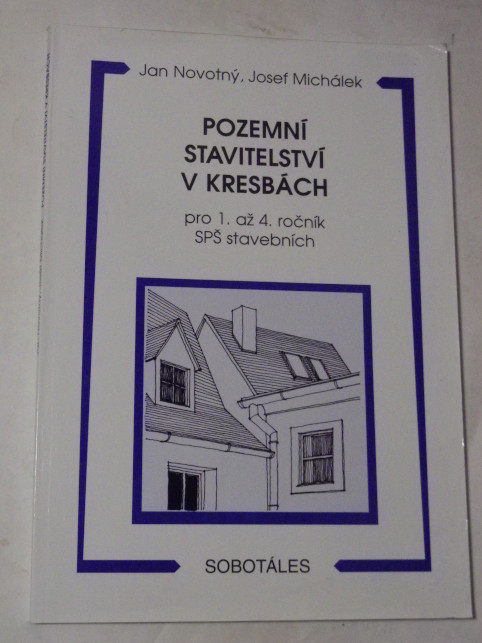 Jan Novotný, Josef Michálek
POZEMNÍ
STAVITELSTVÍ
V KRESBÁCH
pro 1. až 4. ročník
SPŠ stavebních
SOBOTÁLES